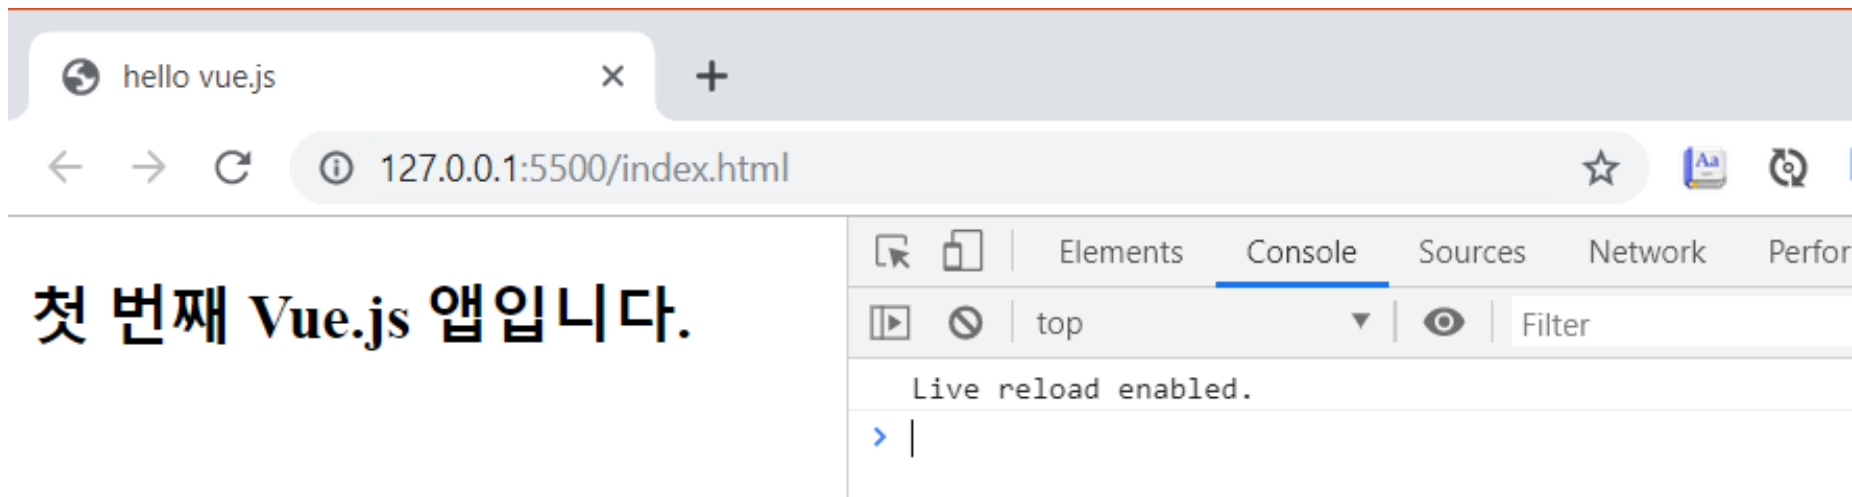 hello vue.js
127.0.0.1:5500/index.html
Aa
Elements Console Sources Network Perfor
첫 번째 Vue.js 앱입니다.
top Filter
Live reload enabled.